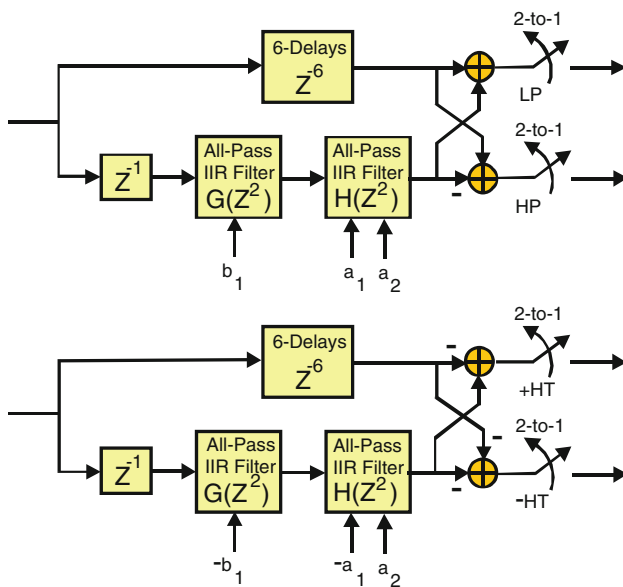 2-to-1
6-Delays
Z⁻⁶
LP
All-Pass
IIR Filter
G(Z²)
All-Pass
IIR Filter
H(Z²)
2-to-1
Z⁻¹
-
HP
b₁
a₁
a₂
2-to-1
6-Delays
Z⁻⁶
-
+HT
All-Pass
IIR Filter
G(Z²)
All-Pass
IIR Filter
H(Z²)
-
2-to-1
Z⁻¹
-
-HT
-b₁
-a₁
a₂